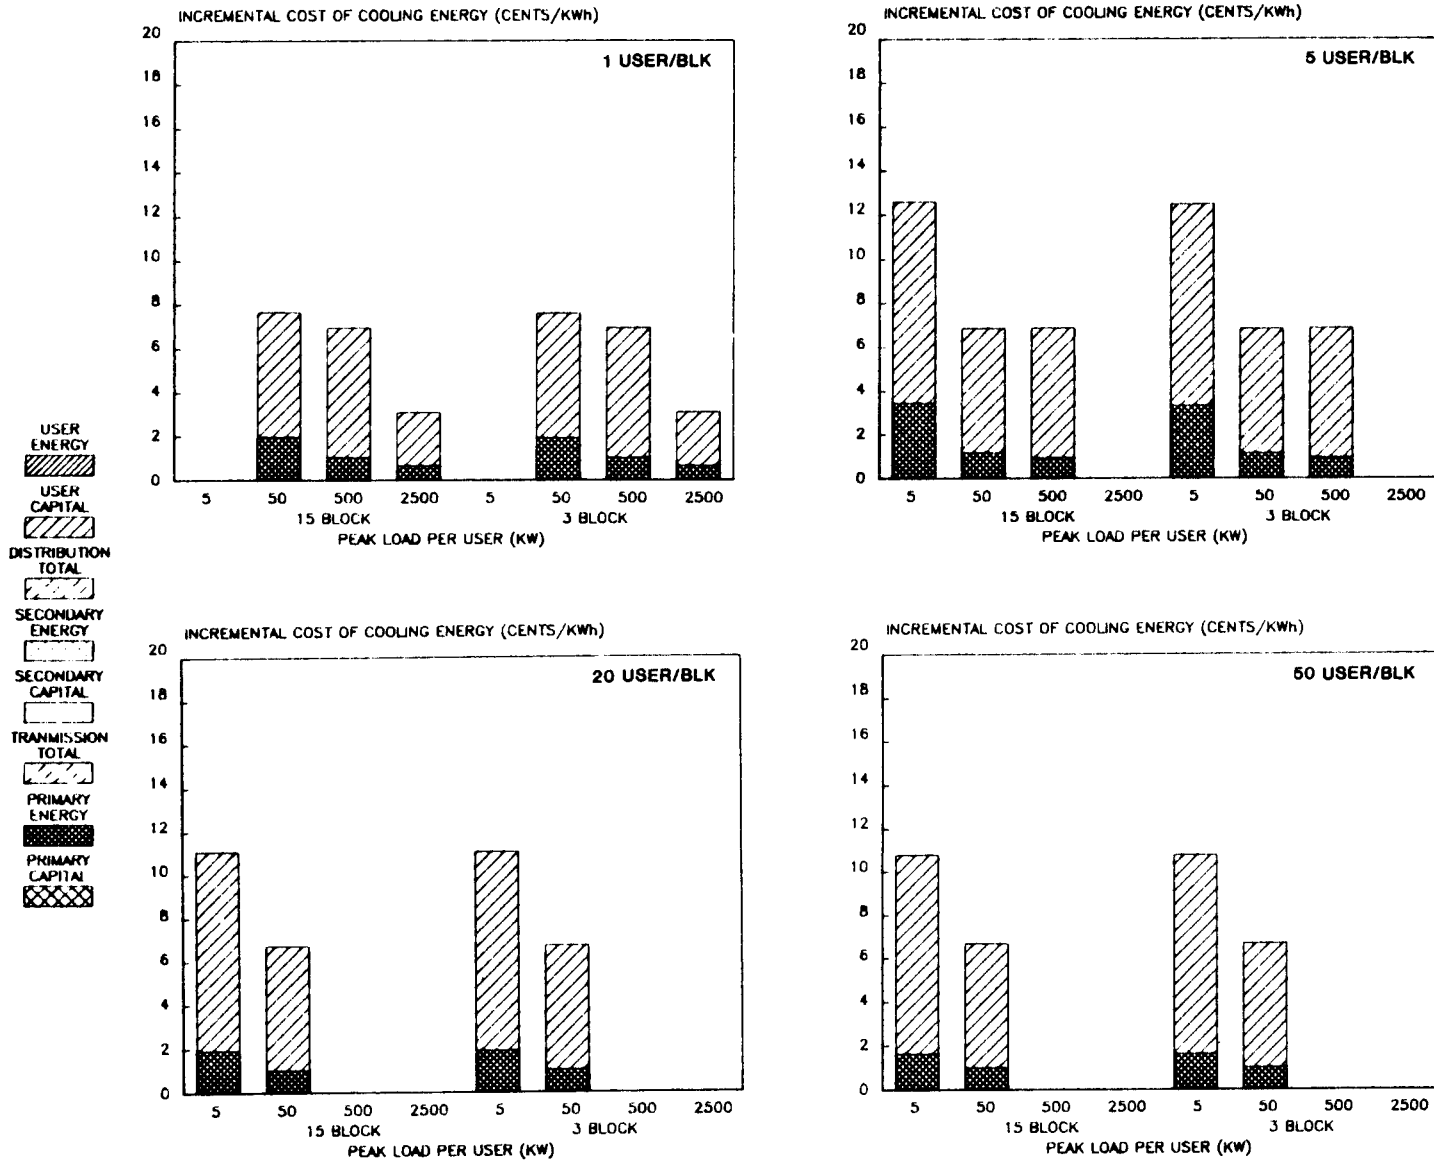 INCREMENTAL COST OF COOLING ENERGY (CENTS/KWh)
1 USER/BLK
20
18
16
14
12
10
8
6
4
2
0
5 50 500 2500 5 50 500 2500
15 BLOCK 3 BLOCK
PEAK LOAD PER USER (KW)
INCREMENTAL COST OF COOLING ENERGY (CENTS/KWh)
5 USER/BLK
20
18
16
14
12
10
8
6
4
2
0
5 50 500 2500 5 50 500 2500
15 BLOCK 3 BLOCK
PEAK LOAD PER USER (KW)
USER
ENERGY
USER
CAPITAL
DISTRIBUTION
TOTAL
SECONDARY
ENERGY
SECONDARY
CAPITAL
TRANMISSION
TOTAL
PRIMARY
ENERGY
PRIMARY
CAPITAL
INCREMENTAL COST OF COOLING ENERGY (CENTS/KWh)
20 USER/BLK
20
18
16
14
12
10
8
6
4
2
0
5 50 500 2500 5 50 500 2500
15 BLOCK 3 BLOCK
PEAK LOAD PER USER (KW)
INCREMENTAL COST OF COOLING ENERGY (CENTS/KWh)
50 USER/BLK
20
18
16
14
12
10
8
6
4
2
0
5 50 500 2500 5 50 500 2500
15 BLOCK 3 BLOCK
PEAK LOAD PER USER (KW)